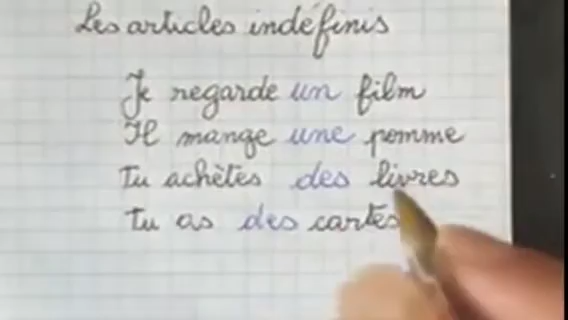 Les articles indéfinis
Je regarde un film
Il mange une pomme
Tu achètes des livres
Tu as des cartes